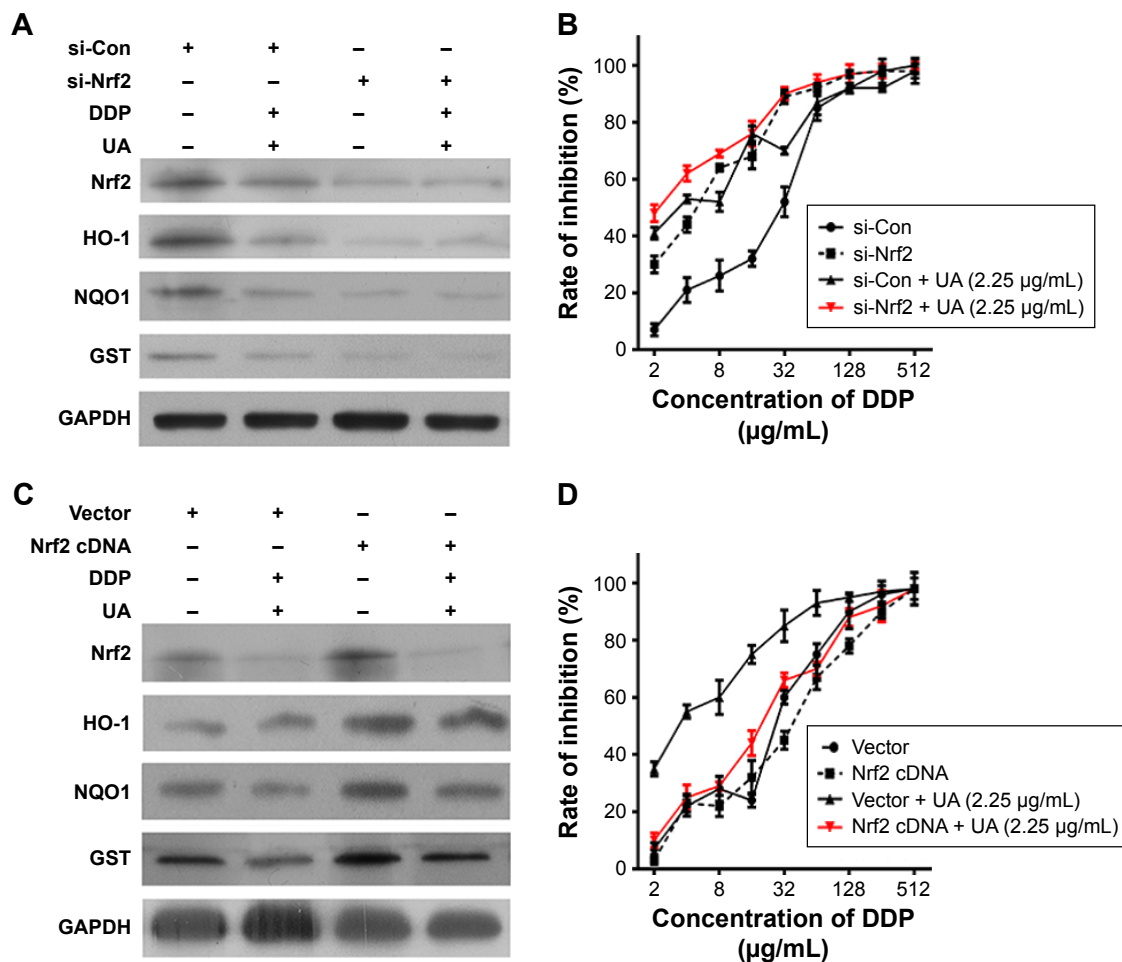 A
si-Con + + – –
si-Nrf2 – – + +
DDP – + – +
UA – + – +
Nrf2
HO-1
NQO1
GST
GAPDH
B
Rate of inhibition (%)
100
80
60
40
20
0
2 8 32 128 512
Concentration of DDP
(µg/mL)
si-Con
si-Nrf2
si-Con + UA (2.25 µg/mL)
si-Nrf2 + UA (2.25 µg/mL)
C
Vector + + – –
Nrf2 cDNA – – + +
DDP – + – +
UA – + – +
Nrf2
HO-1
NQO1
GST
GAPDH
D
Rate of inhibition (%)
100
80
60
40
20
0
2 8 32 128 512
Concentration of DDP
(µg/mL)
Vector
Nrf2 cDNA
Vector + UA (2.25 µg/mL)
Nrf2 cDNA + UA (2.25 µg/mL)